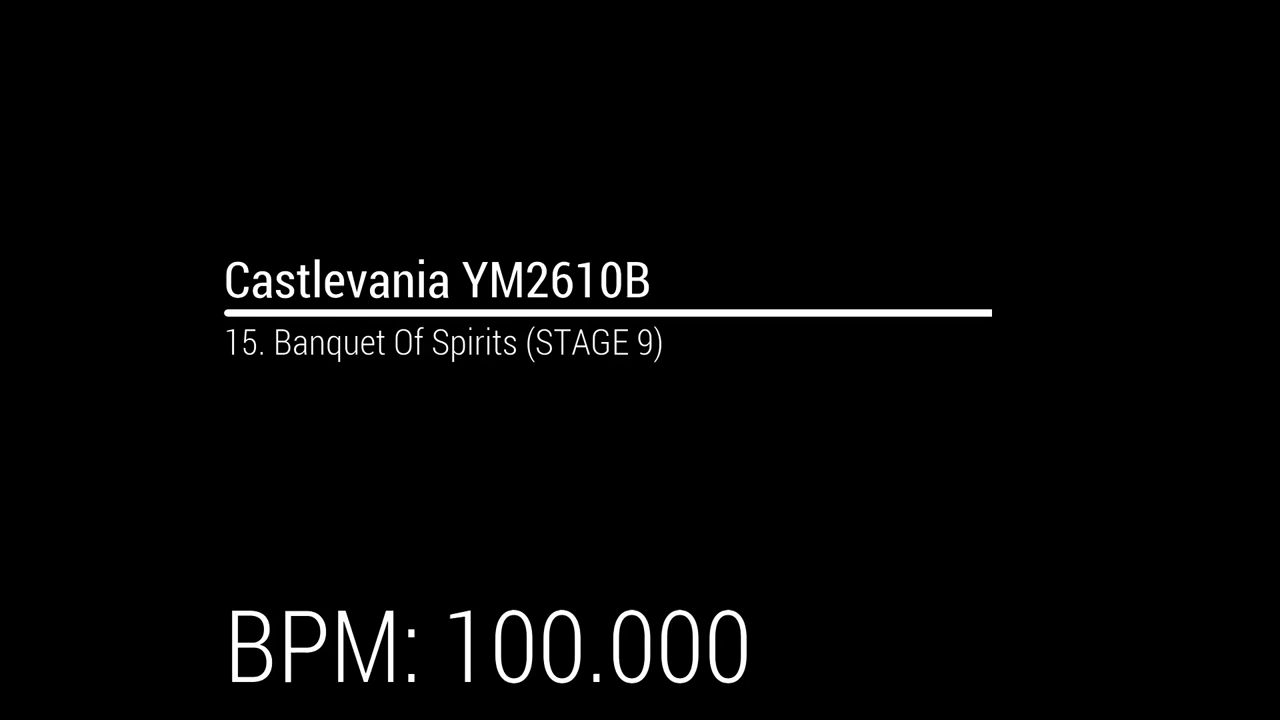 Castlevania YM2610B
15. Banquet Of Spirits (STAGE 9)
BPM: 100.000